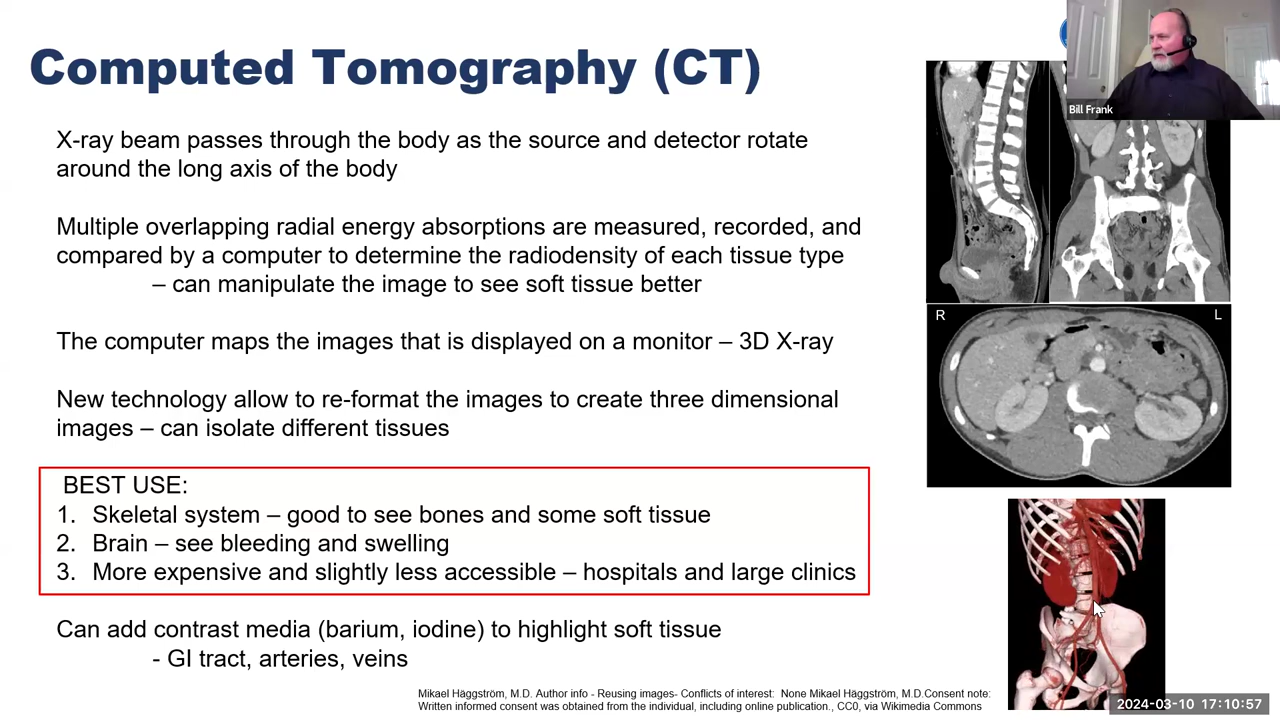 Computed Tomography (CT)
X-ray beam passes through the body as the source and detector rotate
around the long axis of the body
Multiple overlapping radial energy absorptions are measured, recorded, and
compared by a computer to determine the radiodensity of each tissue type
– can manipulate the image to see soft tissue better
The computer maps the images that is displayed on a monitor – 3D X-ray
New technology allow to re-format the images to create three dimensional
images – can isolate different tissues
BEST USE:
1. Skeletal system – good to see bones and some soft tissue
2. Brain – see bleeding and swelling
3. More expensive and slightly less accessible – hospitals and large clinics
Can add contrast media (barium, iodine) to highlight soft tissue
- GI tract, arteries, veins
Mikael Häggström, M.D. Author info - Reusing images- Conflicts of interest: None Mikael Häggström, M.D.Consent note:
Written informed consent was obtained from the individual, including online publication., CC0, via Wikimedia Commons
Bill Frank
R
L
2024-03-10 17:10:57